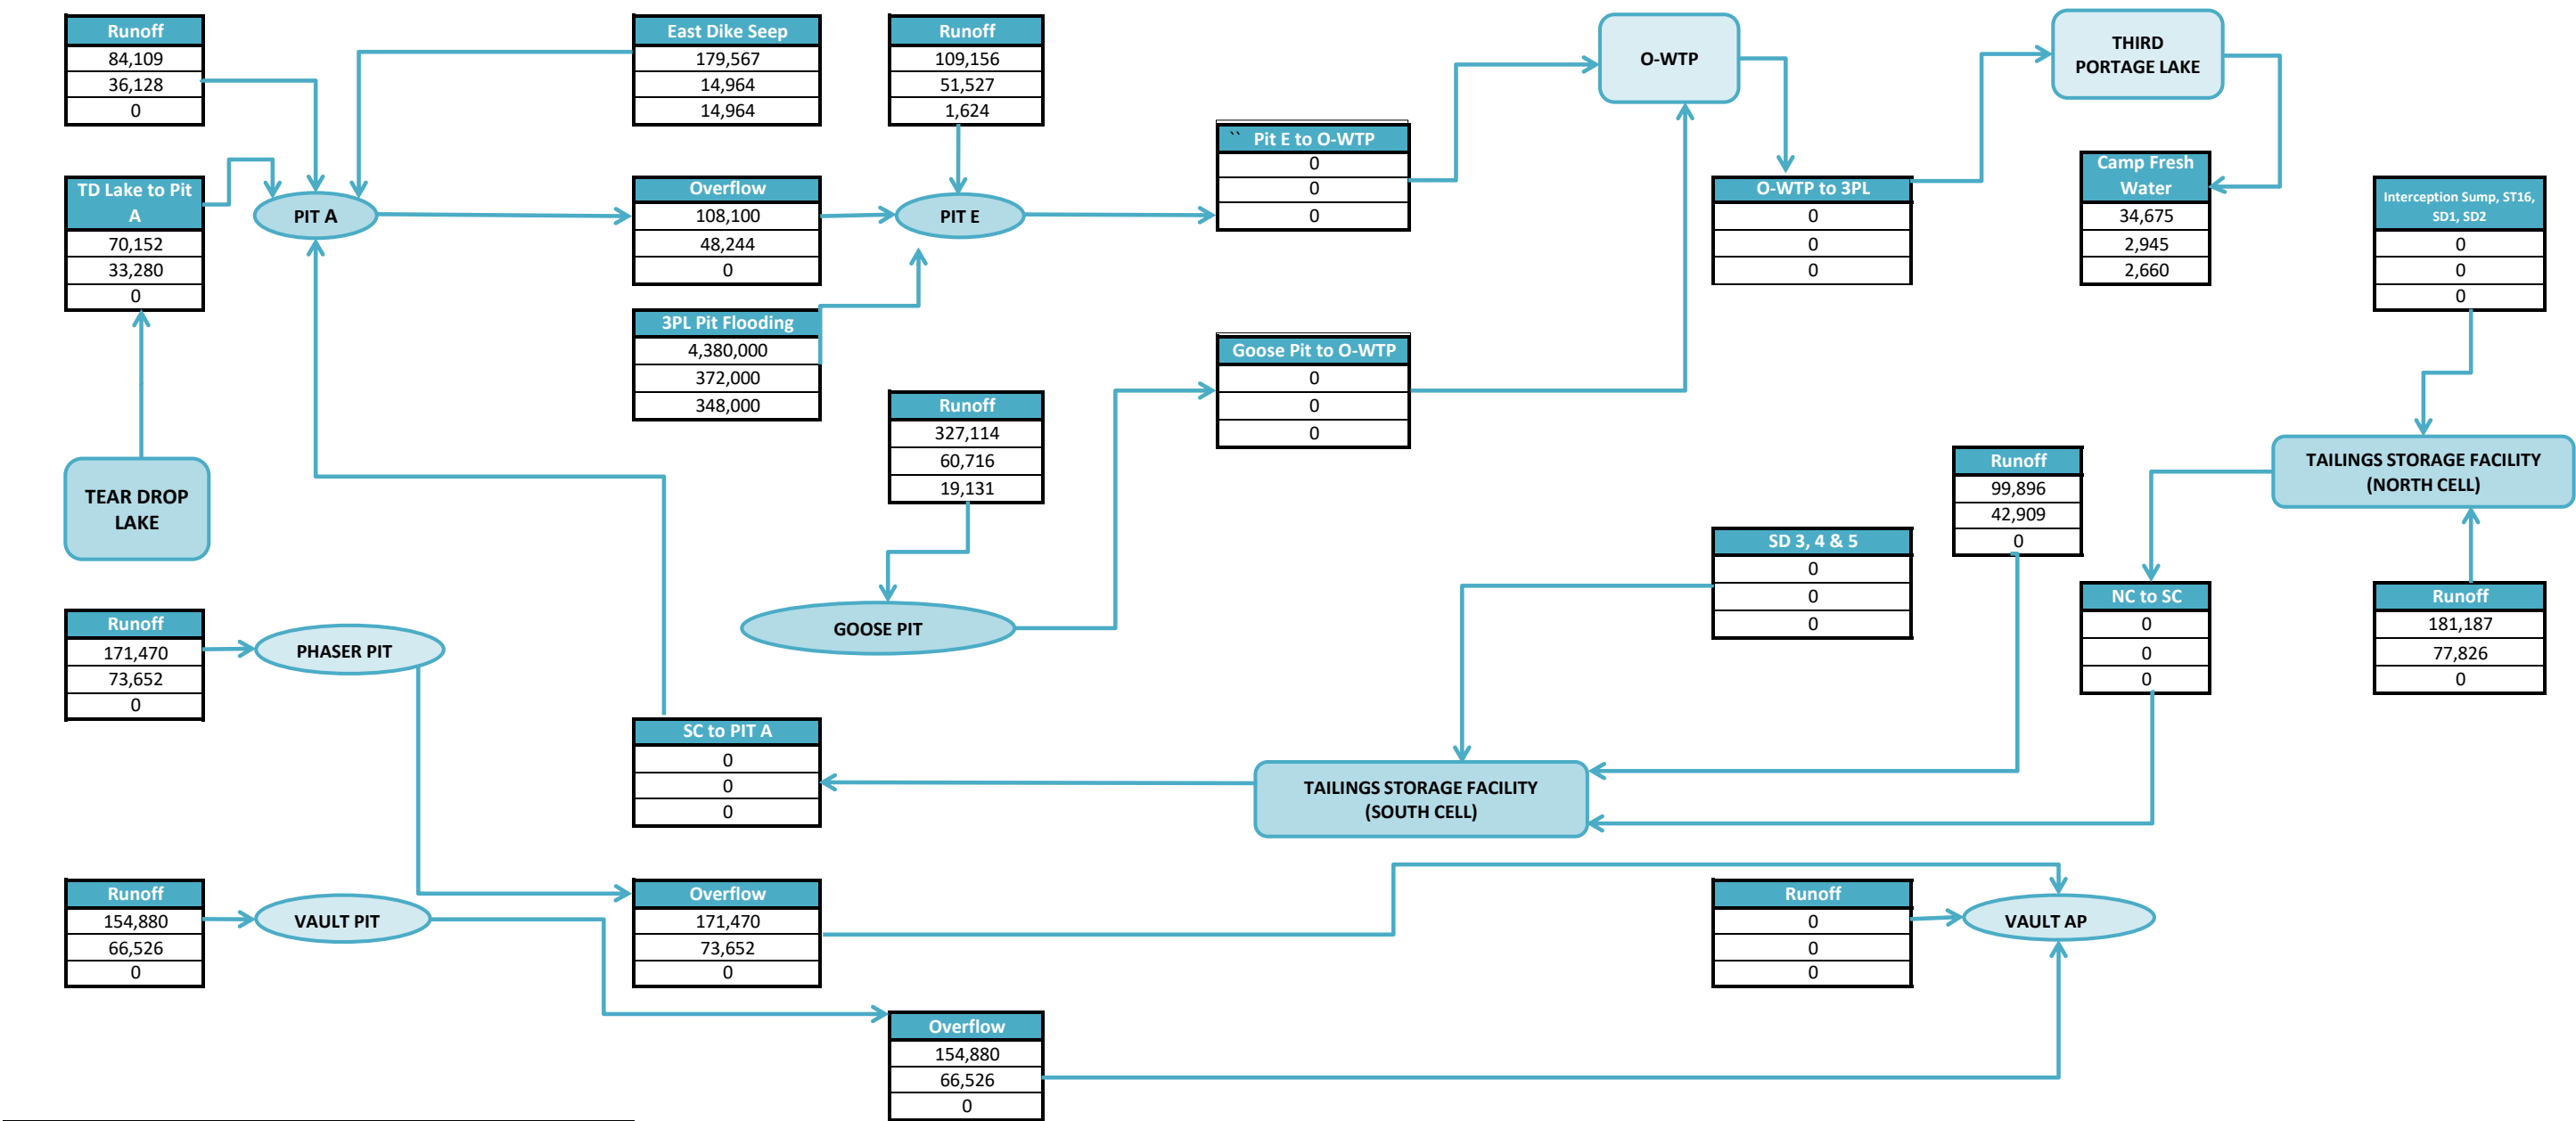 Runoff
84,109
36,128
0
East Dike Seep
179,567
14,964
14,964
Runoff
109,156
51,527
1,624
O-WTP
THIRD
PORTAGE LAKE
`` Pit E to O-WTP
0
0
0
TD Lake to Pit
A
70,152
33,280
0
PIT A
Overflow
108,100
48,244
0
PIT E
O-WTP to 3PL
0
0
0
Camp Fresh
Water
34,675
2,945
2,660
Interception Sump, ST16,
SD1, SD2
0
0
0
3PL Pit Flooding
4,380,000
372,000
348,000
Goose Pit to O-WTP
0
0
0
Runoff
327,114
60,716
19,131
TEAR DROP
LAKE
Runoff
99,896
42,909
0
TAILINGS STORAGE FACILITY
(NORTH CELL)
SD 3, 4 & 5
0
0
0
NC to SC
0
0
0
Runoff
181,187
77,826
0
Runoff
171,470
73,652
0
PHASER PIT
GOOSE PIT
SC to PIT A
0
0
0
TAILINGS STORAGE FACILITY
(SOUTH CELL)
Runoff
154,880
66,526
0
VAULT PIT
Overflow
171,470
73,652
0
Runoff
0
0
0
VAULT AP
Overflow
154,880
66,526
0